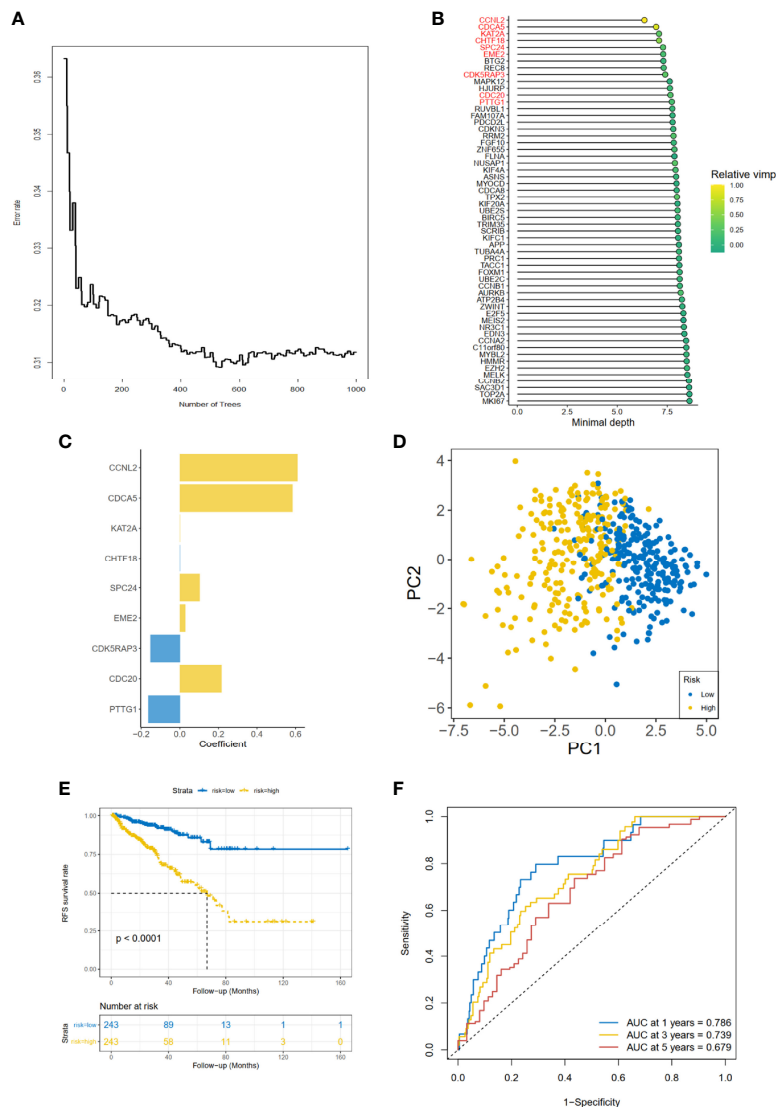 A
Error rate
0.36
0.35
0.34
0.33
0.32
0.31
0 200 400 600 800 1000
Number of Trees
B
CCNL2
CDCA5
KAT2A
CHTF18
SPC24
EME2
BTG2
REC8
CDK5RAP3
MAPK12
HJURP
CDC20
PTTG1
RUVBL1
FAM107A
PDCD2L
CDKN3
RRM2
FGF10
ZNF655
FLNA
NUSAP1
KIF4A
ASNS
MYOCD
CDCA8
TPX2
KIF20A
UBE2S
BIRC5
TRIM35
SCRIB
KIFC1
APP
TUBA4A
PRC1
TACC1
FOXM1
UBE2C
CCNB1
AURKB
ATP2B4
ZWINT
E2F5
MEIS2
NR3C1
EDN3
CCNA2
C11orf80
MYBL2
HMMR
EZH2
MELK
CCNB2
SAC3D1
TOP2A
MKI67
0.0 2.5 5.0 7.5
Minimal depth
Relative vimp
1.00
0.75
0.50
0.25
0.00
C
CCNL2
CDCA5
KAT2A
CHTF18
SPC24
EME2
CDK5RAP3
CDC20
PTTG1
−0.2 0.0 0.2 0.4 0.6
Coefficient
D
PC2
4
2
0
−2
−4
−6
−7.5 −5.0 −2.5 0.0 2.5 5.0
PC1
Risk
Low
High
E
Strata risk=low risk=high
RFS survival rate
1.00
0.75
0.50
0.25
0.00
p < 0.0001
0 40 80 120 160
Follow-up (Months)
Number at risk
Strata
risk=low 243 89 13 1 1
risk=high 243 58 11 3 0
0 40 80 120 160
Follow-up (Months)
F
Sensitivity
1.0
0.8
0.6
0.4
0.2
0.0
AUC at 1 years = 0.786
AUC at 3 years = 0.739
AUC at 5 years = 0.679
0.0 0.2 0.4 0.6 0.8 1.0
1-Specificity